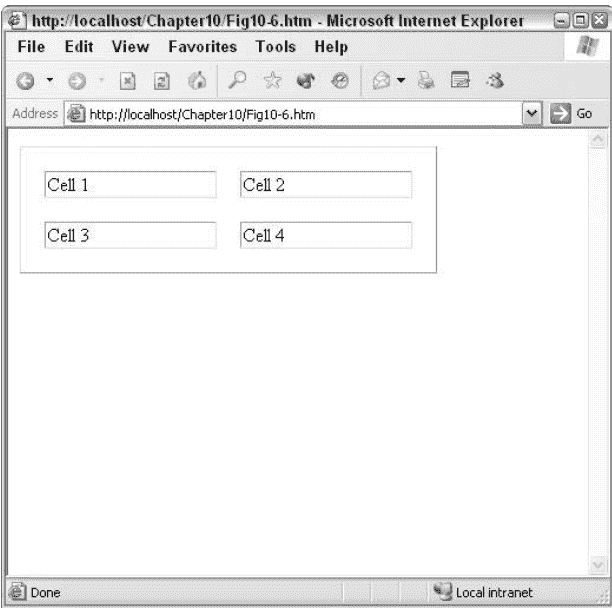 http://localhost/Chapter10/Fig10-6.htm - Microsoft Internet Explorer
File Edit View Favorites Tools Help
Address http://localhost/Chapter10/Fig10-6.htm Go
Cell 1 Cell 2
Cell 3 Cell 4
Done Local intranet